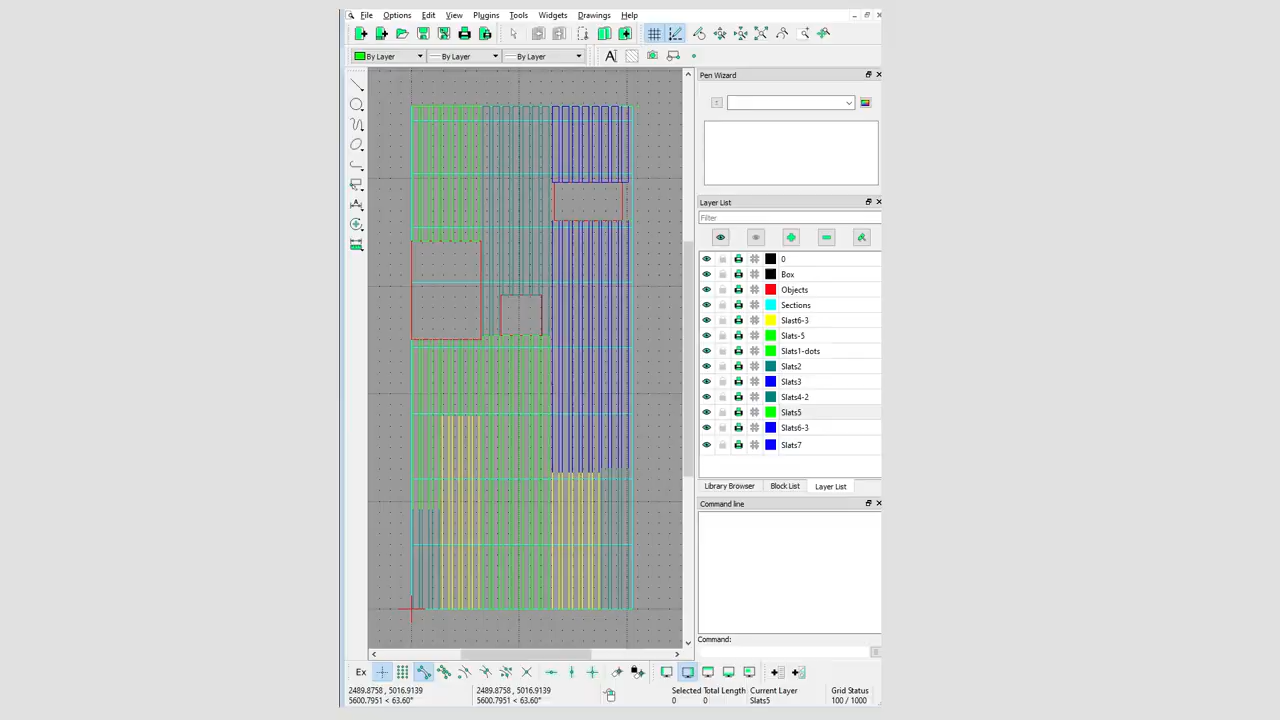 File Options Edit View Plugins Tools Widgets Drawings Help
By Layer By Layer By Layer
Pen Wizard
Layer List
Filter
0
Box
Objects
Sections
Slast6-3
Slats-5
Slats1-dots
Slats2
Slats3
Slats4-2
Slats5
Slats6-3
Slats7
Library Browser Block List Layer List
Command line
Command:
Ex
2489.8758 , 5016.9139 2489.8758 , 5016.9139 Selected Total Length Current Layer Grid Status
5600.7951 < 63.60° 5600.7951 < 63.60° 0 0 Slats5 100 / 1000